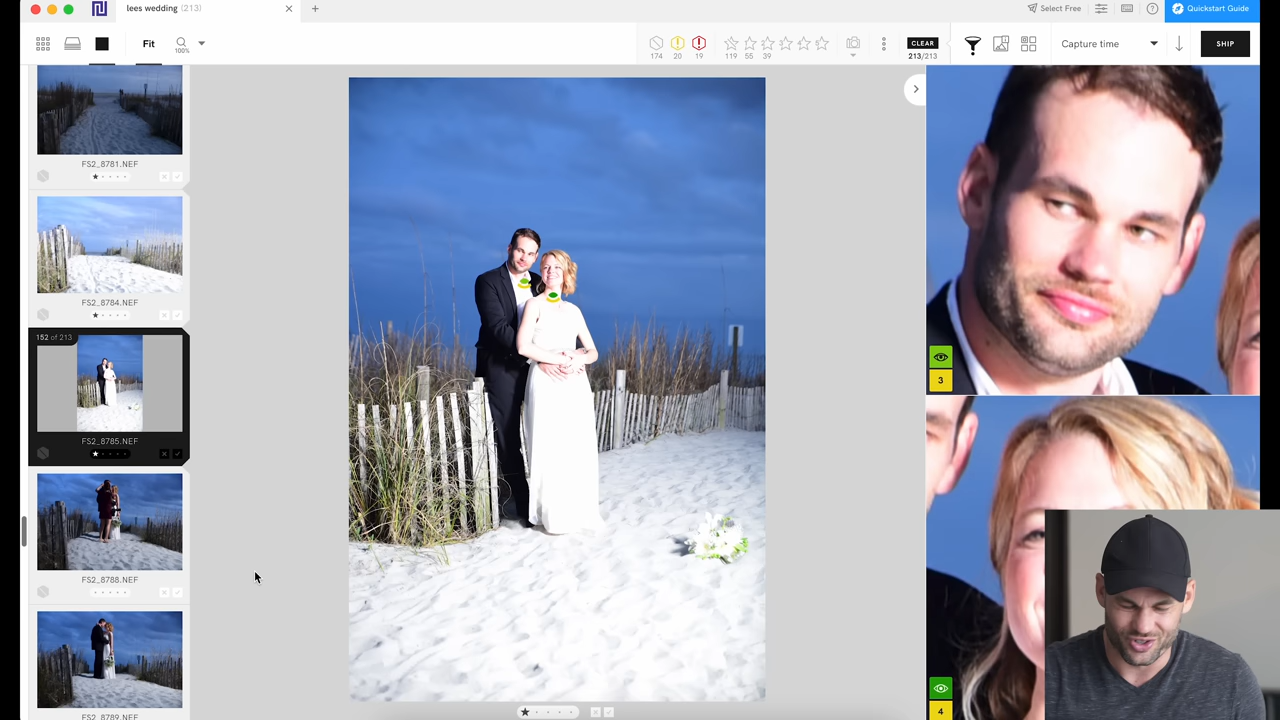 lees wedding (213)
Select Free
Quickstart Guide
Fit
100%
174
20
19
119
55
39
CLEAR
213/213
Capture time
SHIP
FS2_8781.NEF
FS2_8784.NEF
152 of 213
FS2_8785.NEF
FS2_8788.NEF
FS2_8789.NEF
3
4